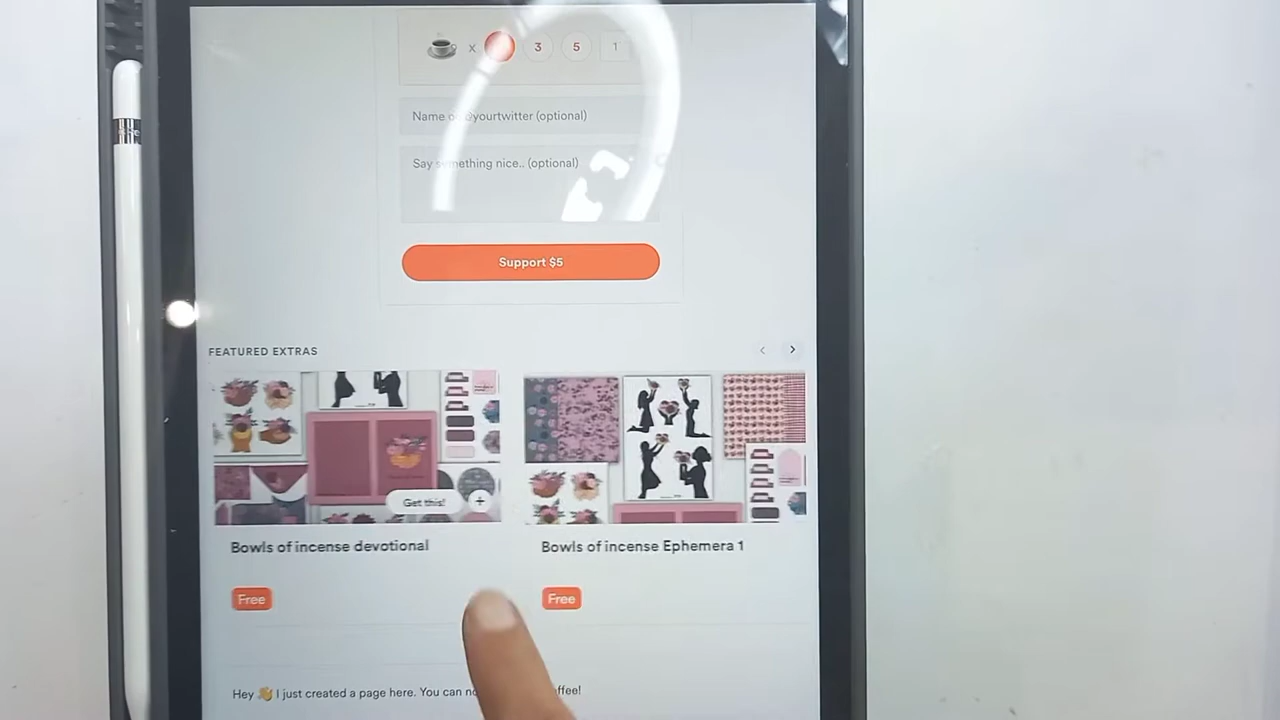 x 3 5 1
Name o @yourtwitter (optional)
Say something nice.. (optional)
Support $5
FEATURED EXTRAS
Get this! +
Bowls of incense devotional
Bowls of incense Ephemera 1
Free
Free
Hey 👋 I just created a page here. You can no ffee!